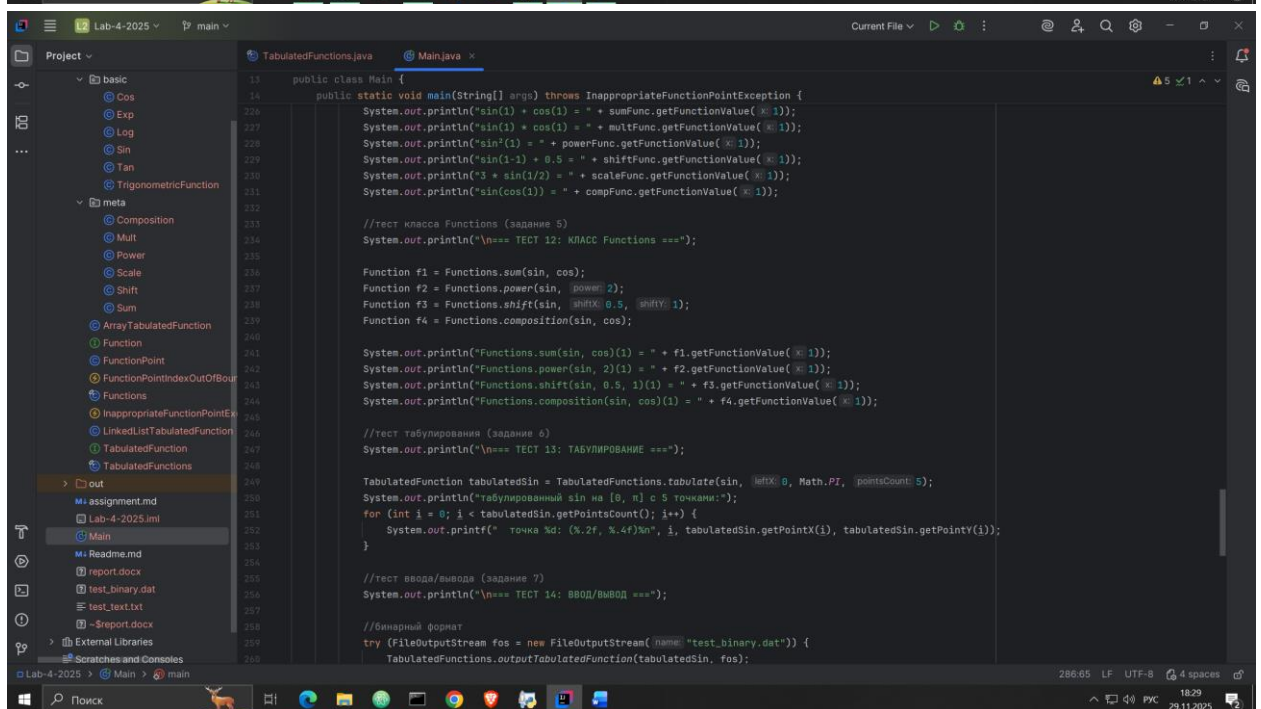 L2 Lab-4-2025 main Current File
Project TabulatedFunctions.java Main.java
basic
Cos
Exp
Log
Sin
Tan
TrigonometricFunction
meta
Composition
Mult
Power
Scale
Shift
Sum
ArrayTabulatedFunction
Function
FunctionPoint
FunctionPointIndexOutOfBour
Functions
InappropriateFunctionPointEx
LinkedListTabulatedFunction
TabulatedFunction
TabulatedFunctions
out
assignment.md
Lab-4-2025.iml
Main
Readme.md
report.docx
test_binary.dat
test_text.txt
~$report.docx
External Libraries
Scratches and Consoles
5 1
13 public class Main {
14 public static void main(String[] args) throws InappropriateFunctionPointException {
226 System.out.println("sin(1) + cos(1) = " + sumFunc.getFunctionValue( x: 1));
227 System.out.println("sin(1) * cos(1) = " + multFunc.getFunctionValue( x: 1));
228 System.out.println("sin²(1) = " + powerFunc.getFunctionValue( x: 1));
229 System.out.println("sin(1-1) + 0.5 = " + shiftFunc.getFunctionValue( x: 1));
230 System.out.println("3 * sin(1/2) = " + scaleFunc.getFunctionValue( x: 1));
231 System.out.println("sin(cos(1)) = " + compFunc.getFunctionValue( x: 1));
232
233 //тест класса Functions (задание 5)
234 System.out.println("\n=== ТЕСТ 12: КЛАСС Functions ===");
235
236 Function f1 = Functions.sum(sin, cos);
237 Function f2 = Functions.power(sin, power: 2);
238 Function f3 = Functions.shift(sin, shiftX: 0.5, shiftY: 1);
239 Function f4 = Functions.composition(sin, cos);
240
241 System.out.println("Functions.sum(sin, cos)(1) = " + f1.getFunctionValue( x: 1));
242 System.out.println("Functions.power(sin, 2)(1) = " + f2.getFunctionValue( x: 1));
243 System.out.println("Functions.shift(sin, 0.5, 1)(1) = " + f3.getFunctionValue( x: 1));
244 System.out.println("Functions.composition(sin, cos)(1) = " + f4.getFunctionValue( x: 1));
245
246 //тест табулирования (задание 6)
247 System.out.println("\n=== ТЕСТ 13: ТАБУЛИРОВАНИЕ ===");
248
249 TabulatedFunction tabulatedSin = TabulatedFunctions.tabulate(sin, leftX: 0, Math.PI, pointsCount: 5);
250 System.out.println("табулированный sin на [0, π] с 5 точками:");
251 for (int i = 0; i < tabulatedSin.getPointsCount(); i++) {
252 System.out.printf(" точка %d: (%.2f, %.4f)%n", i, tabulatedSin.getPointX(i), tabulatedSin.getPointY(i));
253 }
254
255 //тест ввода/вывода (задание 7)
256 System.out.println("\n=== ТЕСТ 14: ВВОД/ВЫВОД ===");
257
258 //бинарный формат
259 try (FileOutputStream fos = new FileOutputStream( name: "test_binary.dat")) {
260 TabulatedFunctions.outputTabulatedFunction(tabulatedSin, fos);
Lab-4-2025 > Main > main 286:65 LF UTF-8 4 spaces
Поиск РУС 18:29
29.11.2025